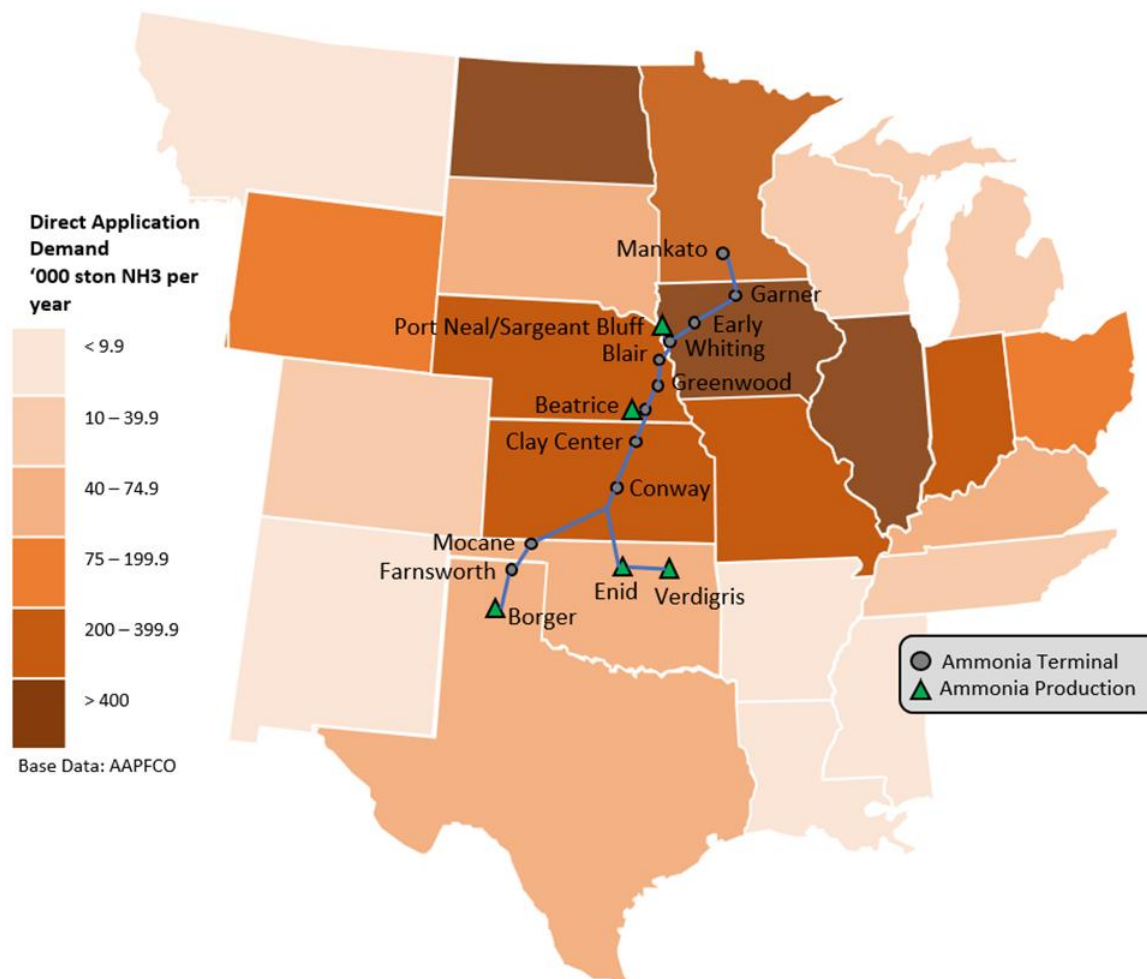 Direct Application
Demand
‘000 ston NH3 per
year
< 9.9
10 – 39.9
40 – 74.9
75 – 199.9
200 – 399.9
> 400
Base Data: AAPFCO
Mankato
Garner
Port Neal/Sargeant Bluff
Early
Whiting
Blair
Greenwood
Beatrice
Clay Center
Conway
Mocane
Farnsworth
Enid
Verdigris
Borger
Ammonia Terminal
Ammonia Production